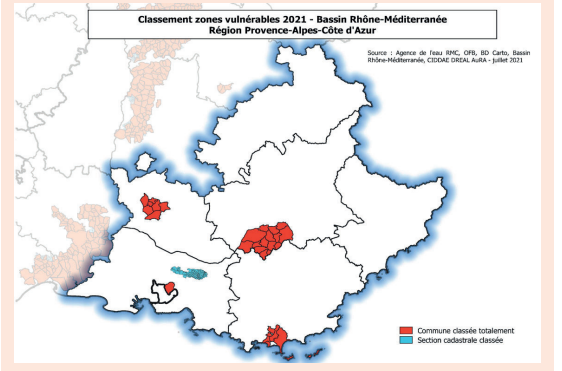 Classement zones vulnérables 2021 - Bassin Rhône-Méditerranée
Région Provence-Alpes-Côte d'Azur
Source : Agence de l'eau RMC, OFB, BD Carto, Bassin
Rhône-Méditerranée, CIDDAE DREAL AuRA - juillet 2021
Commune classée totalement
Section cadastrale classée